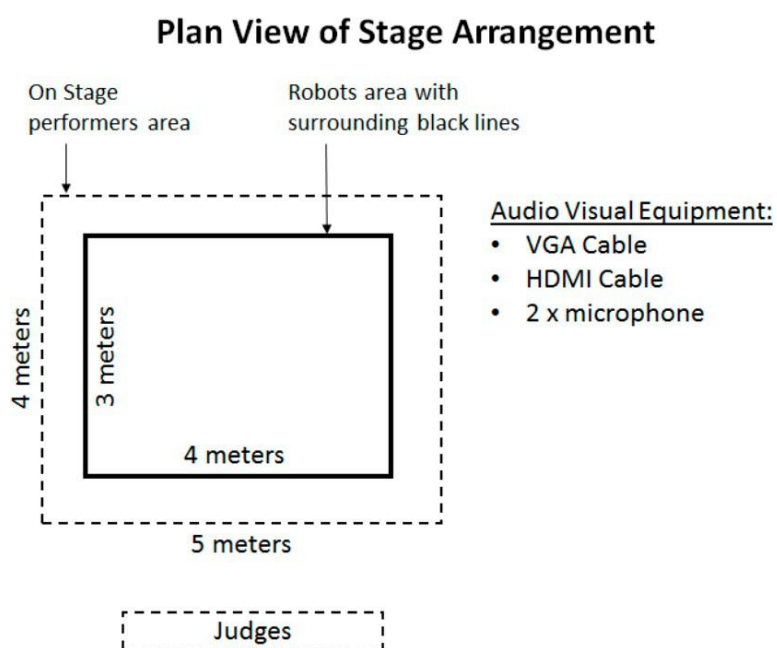 Plan View of Stage Arrangement
On Stage
performers area
Robots area with
surrounding black lines
Audio Visual Equipment:
• VGA Cable
• HDMI Cable
• 2 x microphone
4 meters
3 meters
4 meters
5 meters
Judges